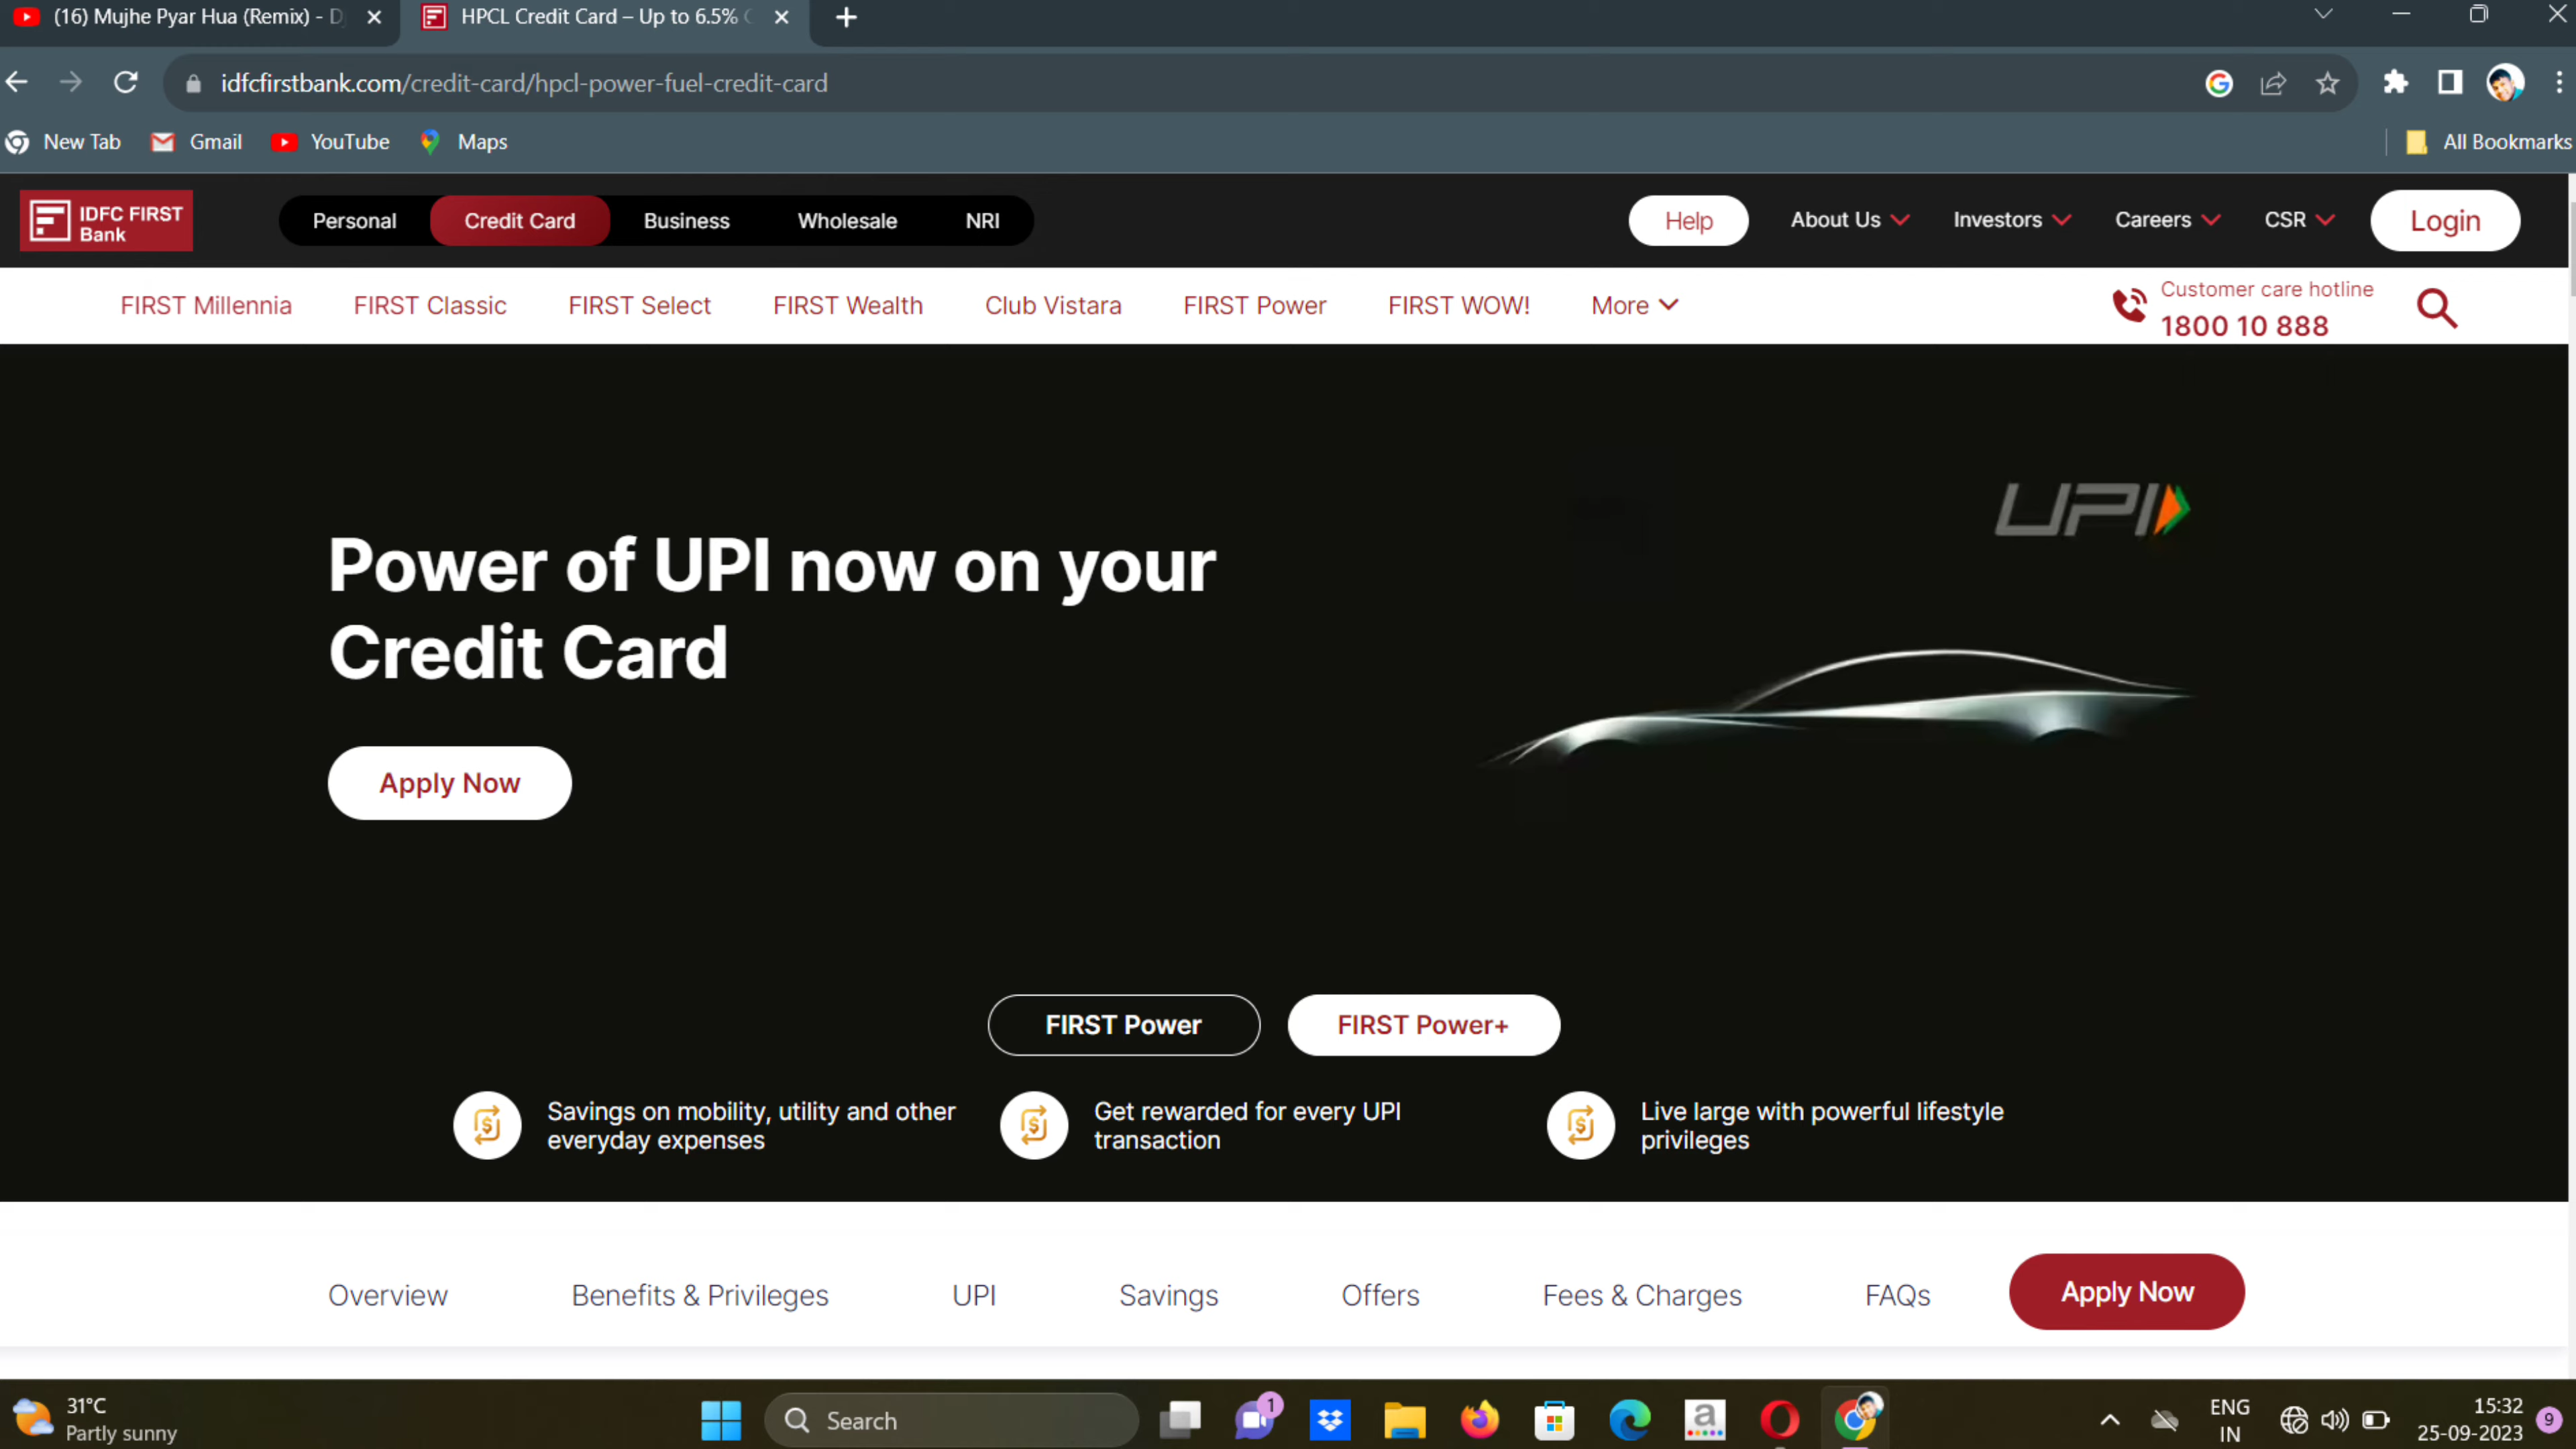 (16) Mujhe Pyar Hua (Remix) - D
HPCL Credit Card – Up to 6.5%
idfcfirstbank.com/credit-card/hpcl-power-fuel-credit-card
New Tab
Gmail
YouTube
Maps
All Bookmarks
IDFC FIRST
Bank
Personal
Credit Card
Business
Wholesale
NRI
Help
About Us
Investors
Careers
CSR
Login
FIRST Millennia
FIRST Classic
FIRST Select
FIRST Wealth
Club Vistara
FIRST Power
FIRST WOW!
More
Customer care hotline
1800 10 888
UPI
Power of UPI now on your
Credit Card
Apply Now
FIRST Power
FIRST Power+
Savings on mobility, utility and other
everyday expenses
Get rewarded for every UPI
transaction
Live large with powerful lifestyle
privileges
Overview
Benefits & Privileges
UPI
Savings
Offers
Fees & Charges
FAQs
Apply Now
31°C
Partly sunny
Search
1
a
ENG
IN
15:32
25-09-2023
9